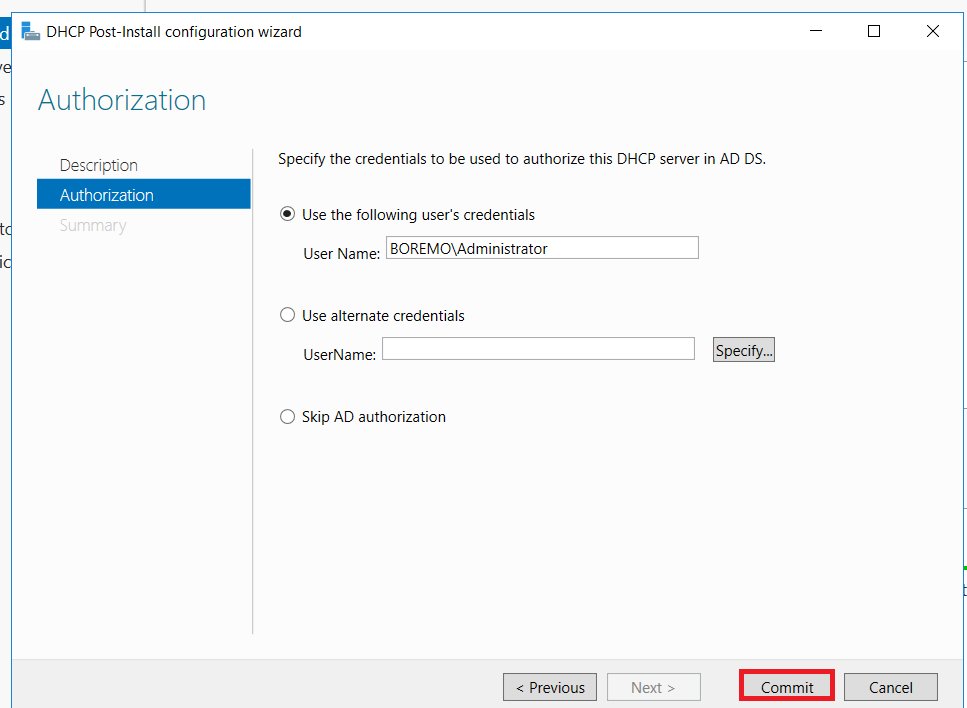 DHCP Post-Install configuration wizard
Authorization
Description
Authorization
Summary
Specify the credentials to be used to authorize this DHCP server in AD DS.
Use the following user's credentials
User Name: BOREMO\Administrator
Use alternate credentials
UserName:
Specify...
Skip AD authorization
< Previous
Next >
Commit
Cancel